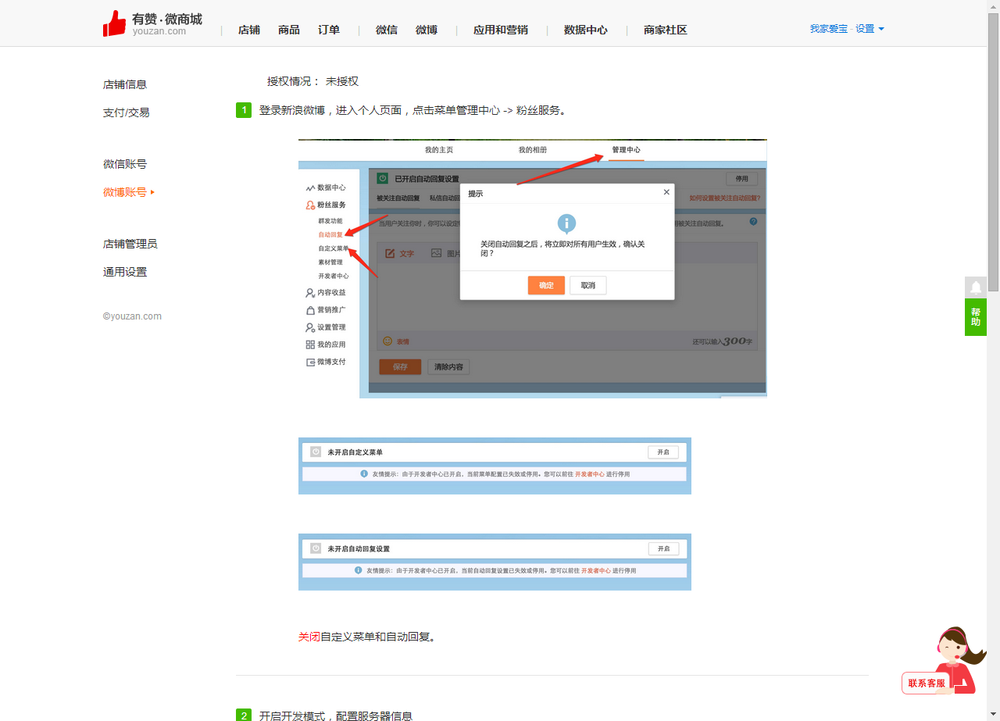 有赞·微商城
youzan.com
店铺 商品 订单 微信 微博 应用和营销 数据中心 商家社区
我家爱宝 - 设置
店铺信息
支付/交易
微信账号
微博账号
店铺管理员
通用设置
©youzan.com
授权情况： 未授权
1 登录新浪微博，进入个人页面，点击菜单管理中心 -> 粉丝服务。
我的主页 我的相册 管理中心
数据中心
粉丝服务
群发功能
自动回复
自定义菜单
素材管理
开发者中心
内容收益
营销推广
设置管理
我的应用
微博支付
已开启自动回复设置 停用
被关注自动回复 私信自动回 如何设置被关注自动回复?
当用户关注你时，你可以设定 被关注自动回复。
文字 图片
提示
关闭自动回复之后，将立即对所有用户生效，确认关
闭？
确定 取消
表情 还可以输入300字
保存 清除内容
未开启自定义菜单 开启
友情提示：由于开发者中心已开启，当前菜单配置已失效或停用。您可以前往 开发者中心 进行停用
未开启自动回复设置 开启
友情提示：由于开发者中心已开启，当前自动回复设置已失效或停用。您可以前往 开发者中心 进行停用
关闭自定义菜单和自动回复。
2 开启开发模式，配置服务器信息
帮
助
联系客服